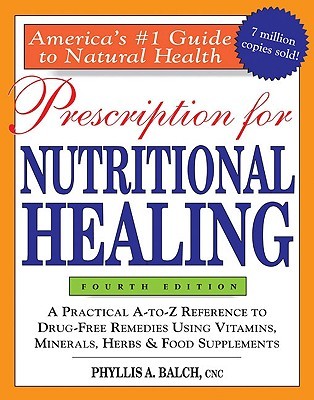 America's #1 Guide
to Natural Health
7 million
copies sold!
Prescription for
NUTRITIONAL
HEALING
FOURTH EDITION
A PRACTICAL A-TO-Z REFERENCE TO
DRUG-FREE REMEDIES USING VITAMINS,
MINERALS, HERBS & FOOD SUPPLEMENTS
PHYLLIS A. BALCH, CNC